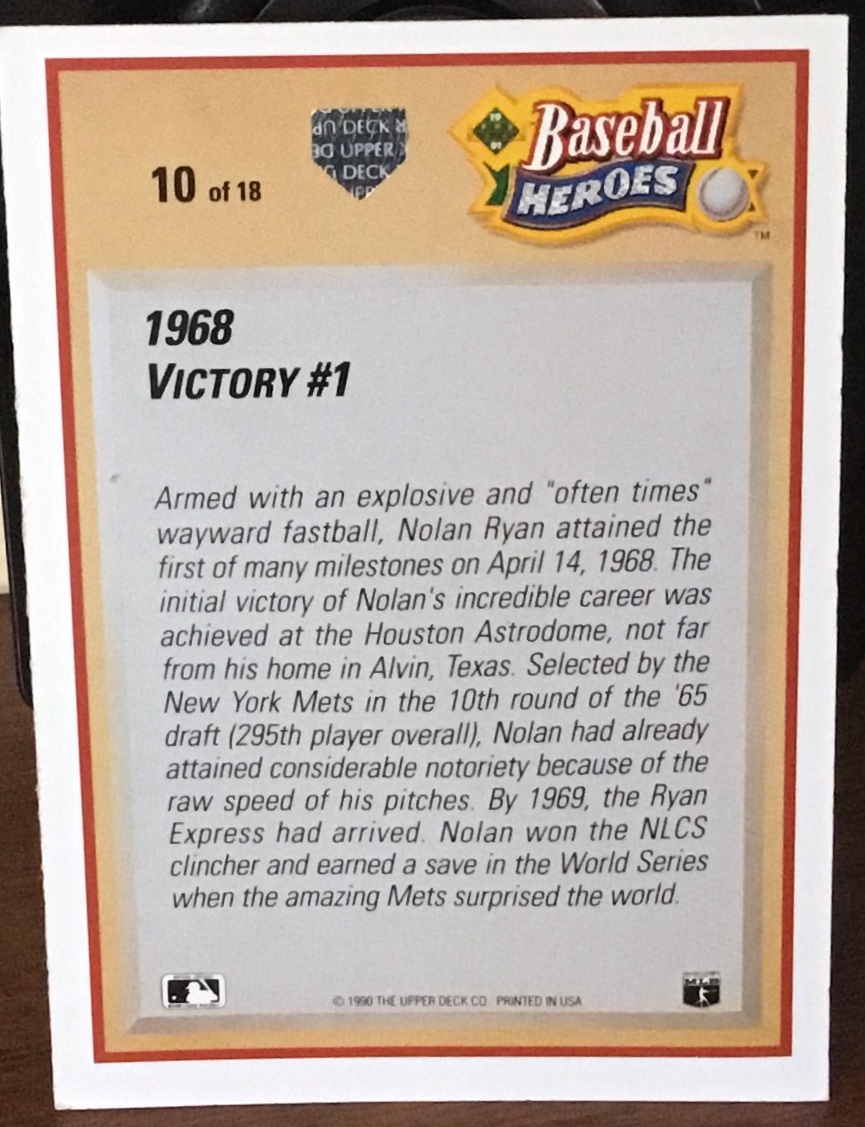 10 of 18
UPPER DECK
Baseball
HEROES
TM
1968
VICTORY #1
Armed with an explosive and "often times"
wayward fastball, Nolan Ryan attained the
first of many milestones on April 14, 1968. The
initial victory of Nolan's incredible career was
achieved at the Houston Astrodome, not far
from his home in Alvin, Texas. Selected by the
New York Mets in the 10th round of the '65
draft (295th player overall), Nolan had already
attained considerable notoriety because of the
raw speed of his pitches. By 1969, the Ryan
Express had arrived. Nolan won the NLCS
clincher and earned a save in the World Series
when the amazing Mets surprised the world.
© 1990 THE UPPER DECK CO. PRINTED IN USA